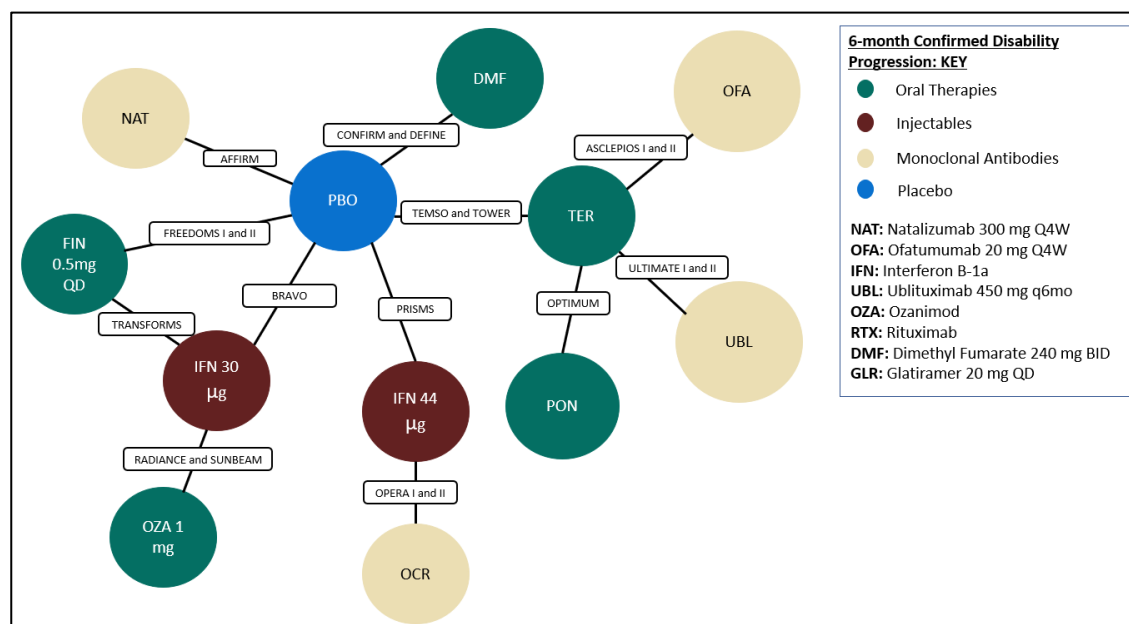 DMF
OFA
NAT
CONFIRM and DEFINE
ASCLEPIOS I and II
AFFIRM
PBO
TEMSO and TOWER
TER
FREEDOMS I and II
FIN
0.5mg
QD
ULTIMATE I and II
BRAVO
OPTIMUM
PRISMS
TRANSFORMS
UBL
IFN 30
µg
IFN 44
µg
PON
RADIANCE and SUNBEAM
OPERA I and II
OZA 1
mg
OCR
6-month Confirmed Disability
Progression: KEY
Oral Therapies
Injectables
Monoclonal Antibodies
Placebo
NAT: Natalizumab 300 mg Q4W
OFA: Ofatumumab 20 mg Q4W
IFN: Interferon B-1a
UBL: Ublituximab 450 mg q6mo
OZA: Ozanimod
RTX: Rituximab
DMF: Dimethyl Fumarate 240 mg BID
GLR: Glatiramer 20 mg QD